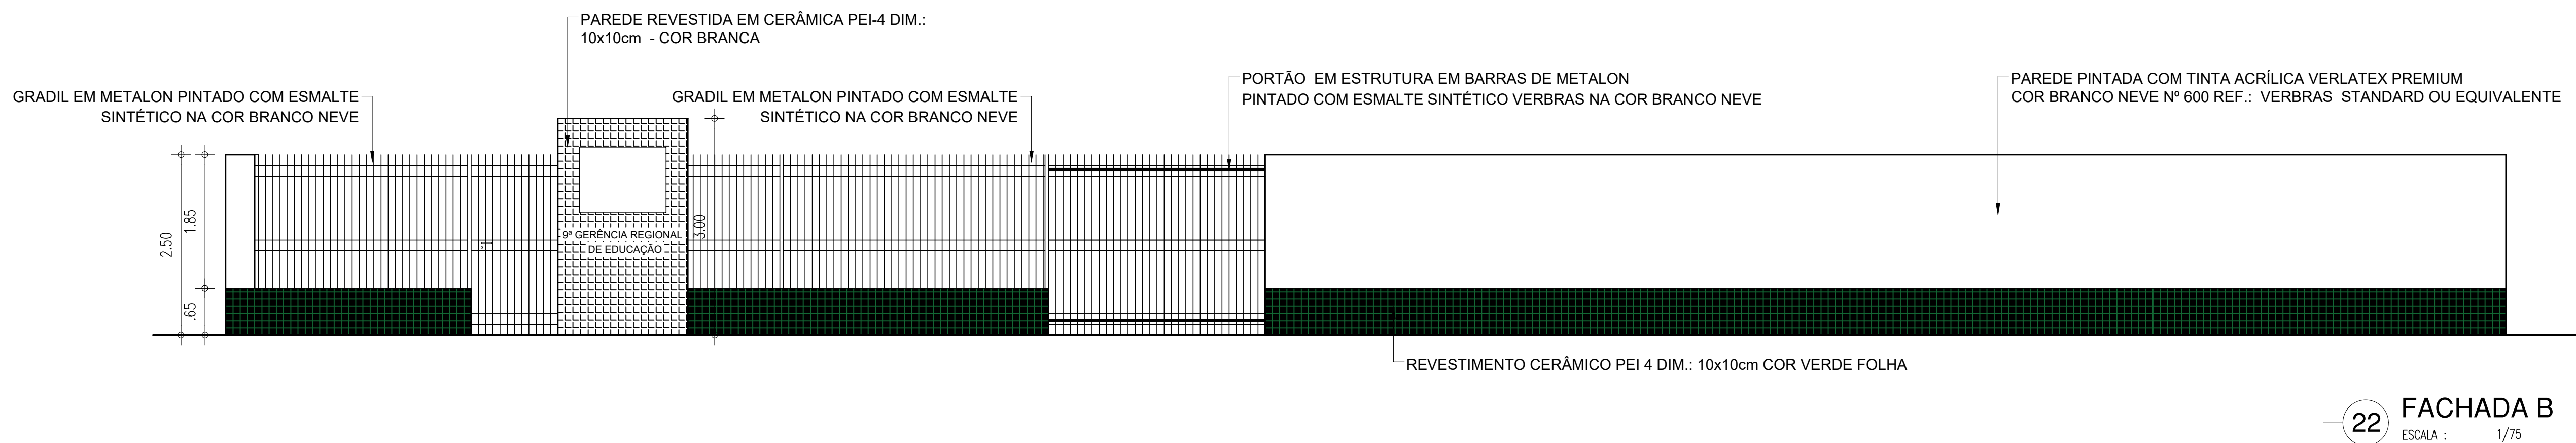 PAREDE REVESTIDA EM CERÂMICA PEI-4 DIM.:
10x10cm - COR BRANCA
GRADIL EM METALON PINTADO COM ESMALTE
SINTÉTICO NA COR BRANCO NEVE
GRADIL EM METALON PINTADO COM ESMALTE
SINTÉTICO NA COR BRANCO NEVE
PORTÃO EM ESTRUTURA EM BARRAS DE METALON
PINTADO COM ESMALTE SINTÉTICO VERBRAS NA COR BRANCO NEVE
PAREDE PINTADA COM TINTA ACRÍLICA VERLATEX PREMIUM
COR BRANCO NEVE Nº 600 REF.: VERBRAS STANDARD OU EQUIVALENTE
2.50
1.85
.65
3.00
9ª GERÊNCIA REGIONAL
DE EDUCAÇÃO
REVESTIMENTO CERÂMICO PEI 4 DIM.: 10x10cm COR VERDE FOLHA
22
FACHADA B
ESCALA : 1/75